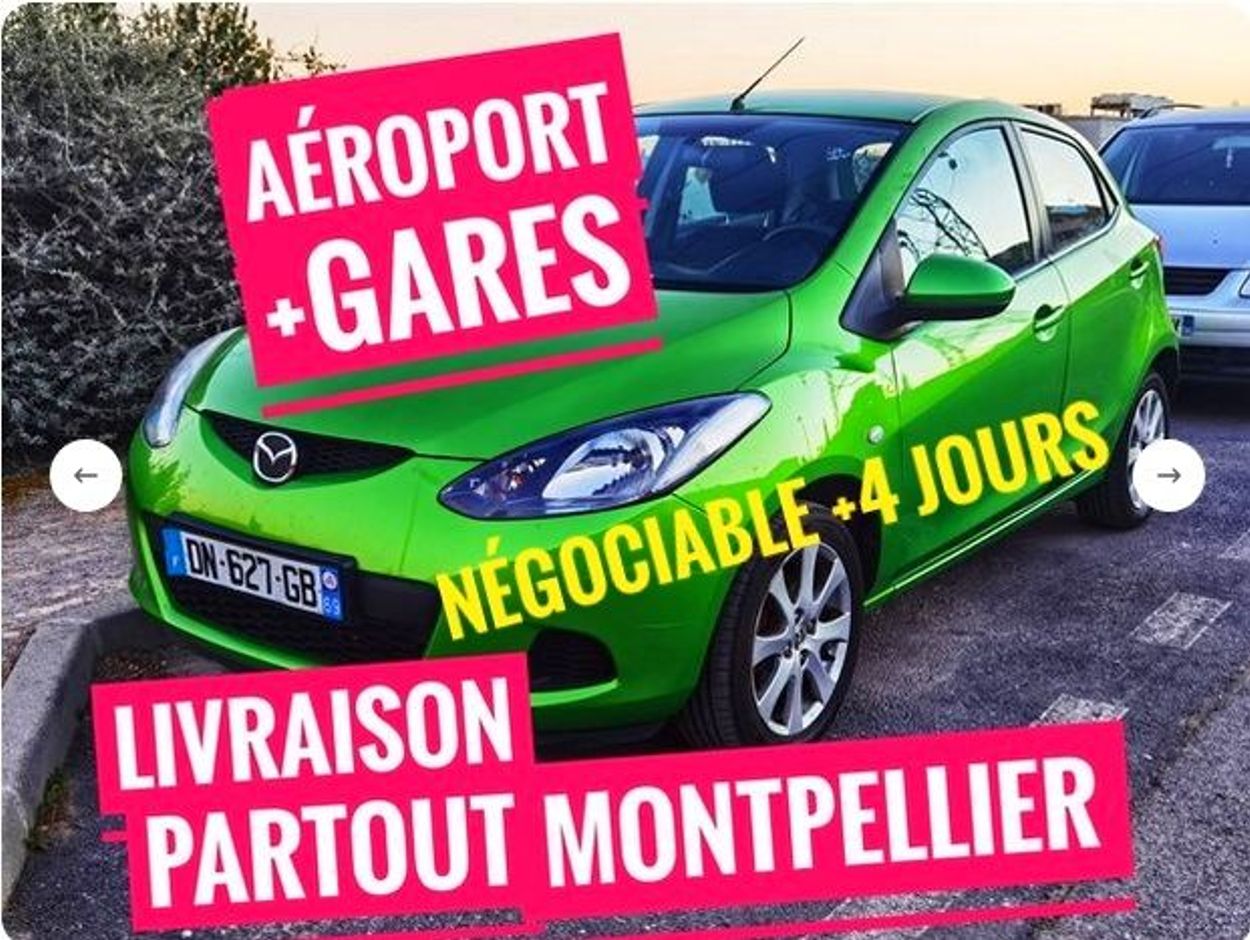 AÉROPORT
+GARES
NÉGOCIABLE +4 JOURS
DN-627-GB
F
LIVRAISON
PARTOUT MONTPELLIER